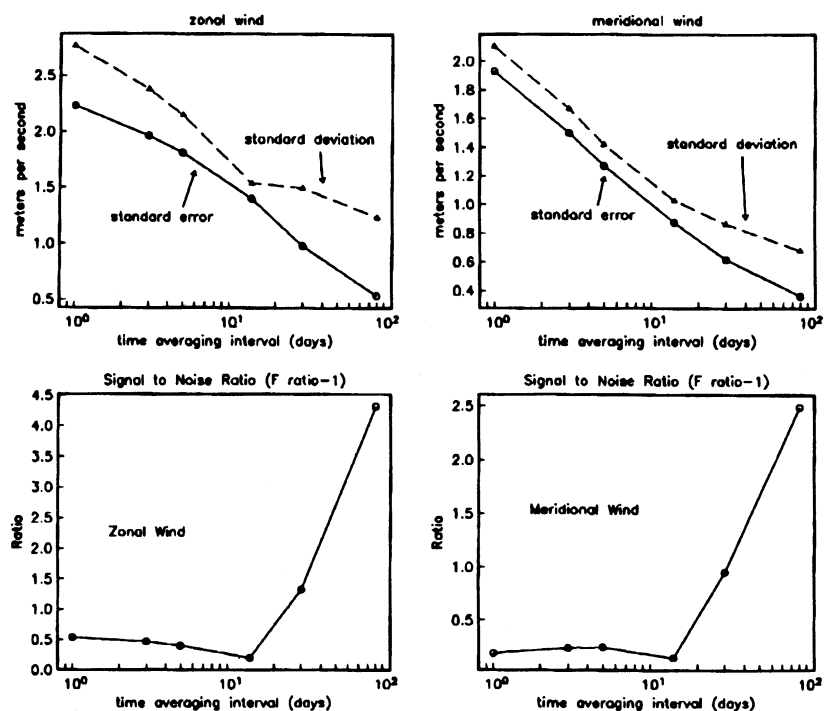 zonal wind
meters per second
2.5
2.0
1.5
1.0
0.5
standard deviation
standard error
10⁰
10¹
10²
time averaging interval (days)
meridional wind
meters per second
2.0
1.8
1.6
1.4
1.2
1.0
0.8
0.6
0.4
standard deviation
standard error
10⁰
10¹
10²
time averaging interval (days)
Signal to Noise Ratio (F ratio-1)
Ratio
4.5
4.0
3.5
3.0
2.5
2.0
1.5
1.0
0.5
0.0
Zonal Wind
10⁰
10¹
10²
time averaging interval (days)
Signal to Noise Ratio (F ratio-1)
Ratio
2.5
2.0
1.5
1.0
0.5
Meridional Wind
10⁰
10¹
10²
time averaging interval (days)